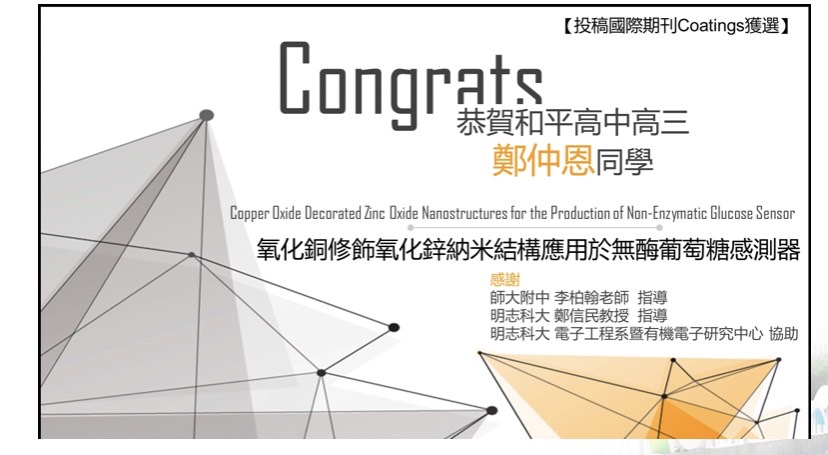 【投稿國際期刊Coatings獲選】
Congrats
恭賀和平高中高三
鄭仲恩同學
Copper Oxide Decorated Zinc Oxide Nanostructures for the Production of Non-Enzymatic Glucose Sensor
氧化銅修飾氧化鋅納米結構應用於無酶葡萄糖感測器
感謝
師大附中 李柏翰老師 指導
明志科大 鄭信民教授 指導
明志科大 電子工程系暨有機電子研究中心 協助